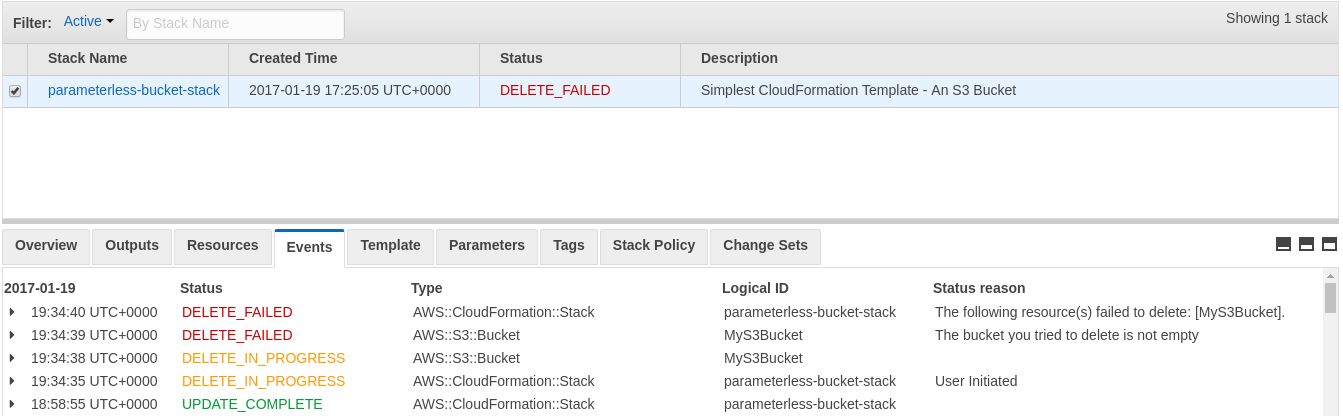 Filter: Active By Stack Name Showing 1 stack
Stack Name Created Time Status Description
parameterless-bucket-stack 2017-01-19 17:25:05 UTC+0000 DELETE_FAILED Simplest CloudFormation Template - An S3 Bucket
Overview Outputs Resources Events Template Parameters Tags Stack Policy Change Sets
2017-01-19 Status Type Logical ID Status reason
19:34:40 UTC+0000 DELETE_FAILED AWS::CloudFormation::Stack parameterless-bucket-stack The following resource(s) failed to delete: [MyS3Bucket].
19:34:39 UTC+0000 DELETE_FAILED AWS::S3::Bucket MyS3Bucket The bucket you tried to delete is not empty
19:34:38 UTC+0000 DELETE_IN_PROGRESS AWS::S3::Bucket MyS3Bucket
19:34:35 UTC+0000 DELETE_IN_PROGRESS AWS::CloudFormation::Stack parameterless-bucket-stack User Initiated
18:58:55 UTC+0000 UPDATE_COMPLETE AWS::CloudFormation::Stack parameterless-bucket-stack